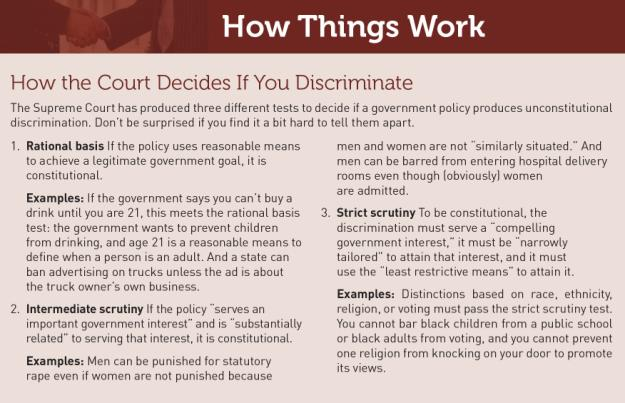 How Things Work
How the Court Decides If You Discriminate
The Supreme Court has produced three different tests to decide if a government policy produces unconstitutional
discrimination. Don't be surprised if you find it a bit hard to tell them apart.
1. Rational basis If the policy uses reasonable means
to achieve a legitimate government goal, it is
constitutional.
Examples: If the government says you can't buy a
drink until you are 21, this meets the rational basis
test: the government wants to prevent children
from drinking, and age 21 is a reasonable means to
define when a person is an adult. And a state can
ban advertising on trucks unless the ad is about
the truck owner's own business.
2. Intermediate scrutiny If the policy "serves an
important government interest" and is "substantially
related" to serving that interest, it is constitutional.
Examples: Men can be punished for statutory
rape even if women are not punished because
men and women are not "similarly situated." And
men can be barred from entering hospital delivery
rooms even though (obviously) women
are admitted.
3. Strict scrutiny To be constitutional, the
discrimination must serve a "compelling
government interest," it must be "narrowly
tailored" to attain that interest, and it must
use the "least restrictive means" to attain it.
Examples: Distinctions based on race, ethnicity,
religion, or voting must pass the strict scrutiny test.
You cannot bar black children from a public school
or black adults from voting, and you cannot prevent
one religion from knocking on your door to promote
its views.